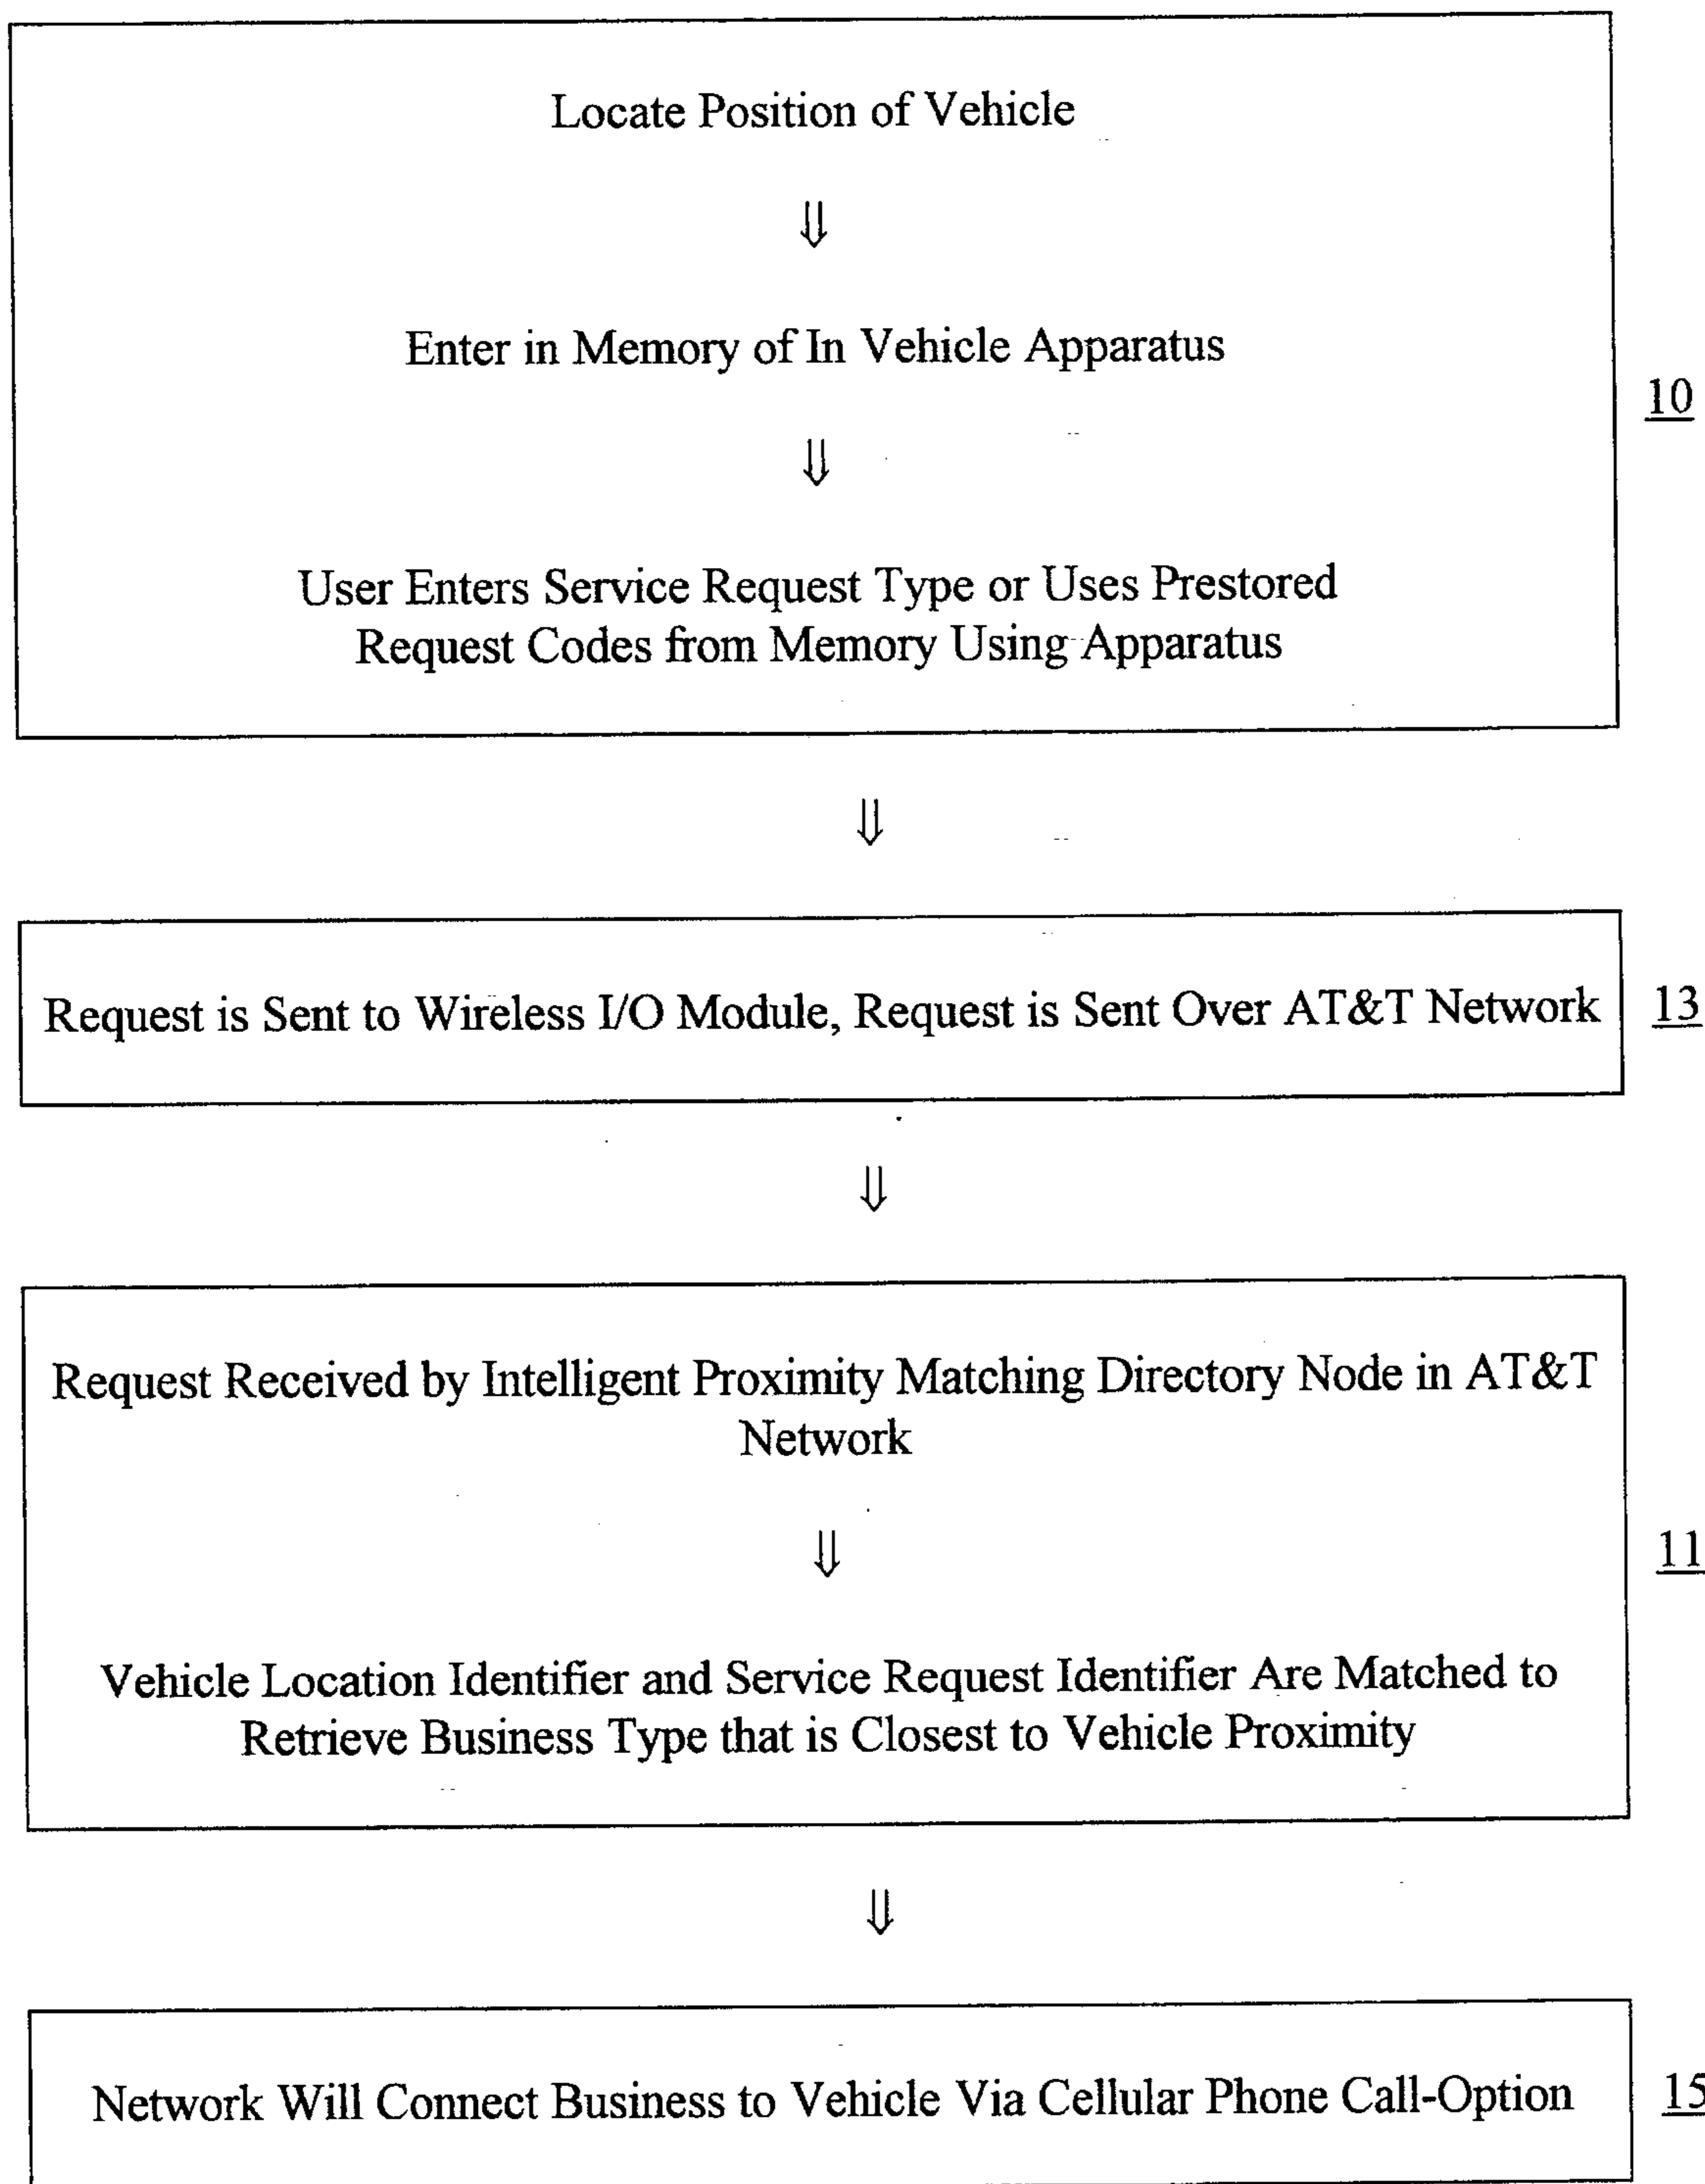 Locate Position of Vehicle
⇓
Enter in Memory of In Vehicle Apparatus
10
⇓
User Enters Service Request Type or Uses Prestored
Request Codes from Memory Using Apparatus
⇓
Request is Sent to Wireless I/O Module, Request is Sent Over AT&T Network
13
⇓
Request Received by Intelligent Proximity Matching Directory Node in AT&T
Network
⇓
11
Vehicle Location Identifier and Service Request Identifier Are Matched to
Retrieve Business Type that is Closest to Vehicle Proximity
⇓
Network Will Connect Business to Vehicle Via Cellular Phone Call-Option
15